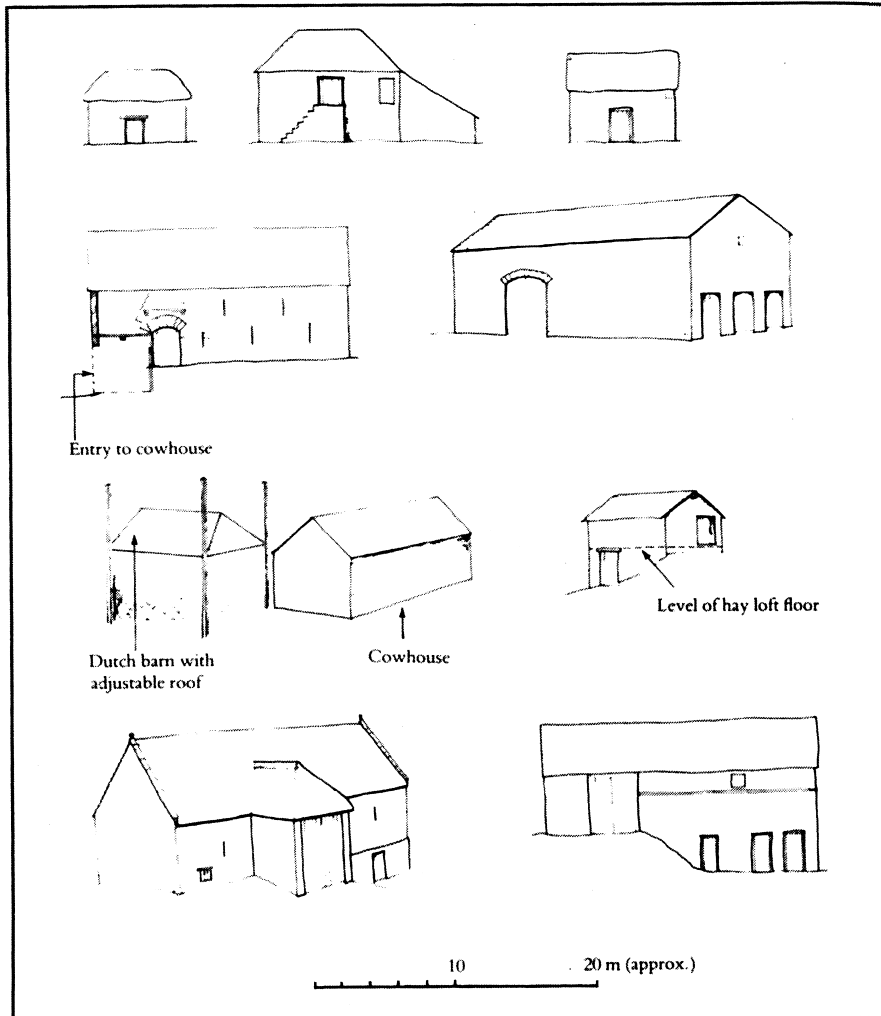 Entry to cowhouse
Level of hay loft floor
Dutch barn with
adjustable roof
Cowhouse
10
20 m (approx.)